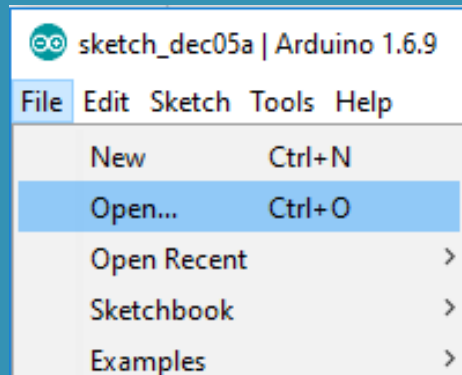 sketch_dec05a | Arduino 1.6.9
File Edit Sketch Tools Help
New Ctrl+N
Open... Ctrl+O
Open Recent >
Sketchbook >
Examples >